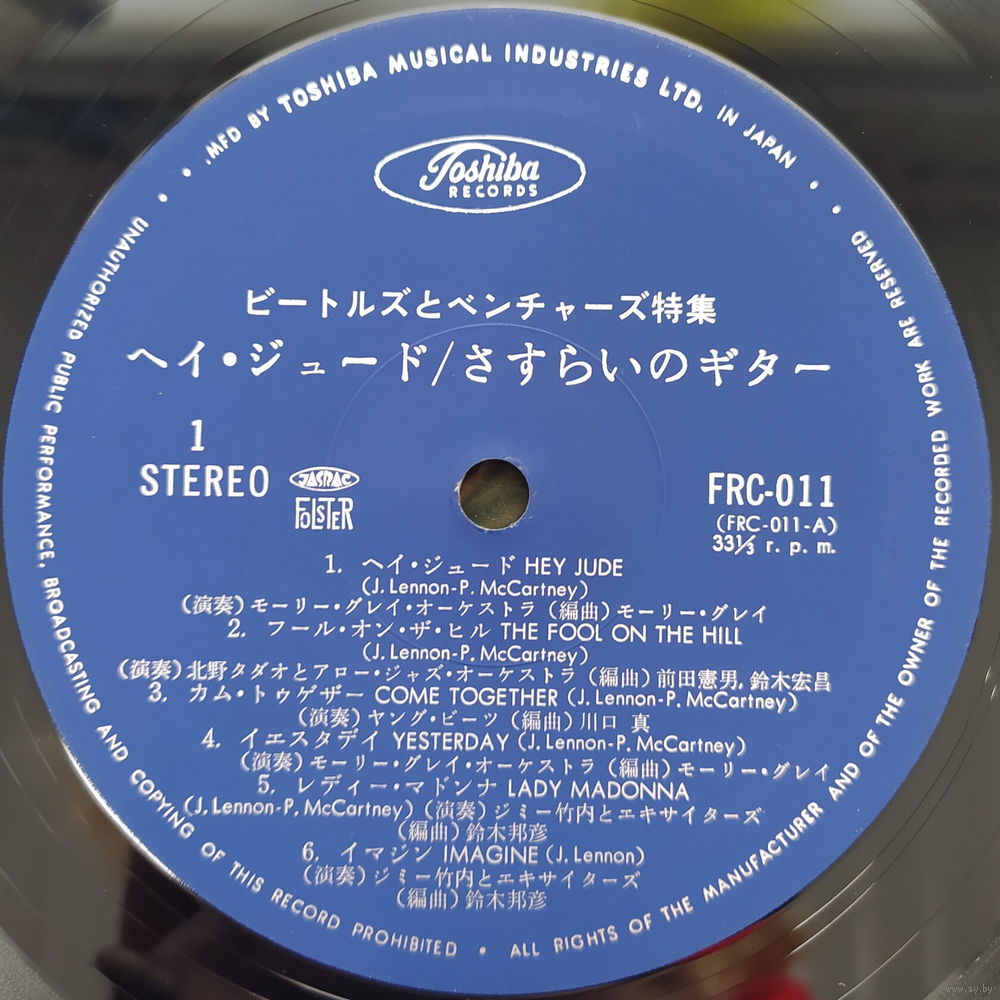 .MFD BY TOSHIBA MUSICAL INDUSTRIES LTD. IN JAPAN
Toshiba
RECORDS
ビートルズとベンチャーズ特集
ヘイ・ジュード/さすらいのギター
1
STEREO
JASRAC
FOLSTER
FRC-011
(FRC-011-A)
33⅓ r. p. m.
1. ヘイ・ジュード HEY JUDE
(J. Lennon-P. McCartney)
(演奏) モーリー・グレイ・オーケストラ (編曲) モーリー・グレイ
2. フール・オン・ザ・ヒル THE FOOL ON THE HILL
(J. Lennon-P. McCartney)
(演奏) 北野タダオとアロー・ジャズ・オーケストラ (編曲) 前田憲男, 鈴木宏昌
3. カム・トゥゲザー COME TOGETHER (J. Lennon-P. McCartney)
(演奏) ヤング・ビーツ (編曲) 川口 真
4. イエスタデイ YESTERDAY (J. Lennon-P. McCartney)
(演奏) モーリー・グレイ・オーケストラ (編曲) モーリー・グレイ
5. レディー・マドンナ LADY MADONNA
(J. Lennon-P. McCartney) (演奏) ジミー竹内とエキサイターズ
(編曲) 鈴木邦彦
6. イマジン IMAGINE (J. Lennon)
(演奏) ジミー竹内とエキサイターズ
(編曲) 鈴木邦彦
UNAUTHORIZED PUBLIC PERFORMANCE, BROADCASTING AND COPYING OF THIS RECORD PROHIBITED • ALL RIGHTS OF THE MANUFACTURER AND OF THE OWNER OF THE RECORDED WORK ARE RESERVED
www.ay.by